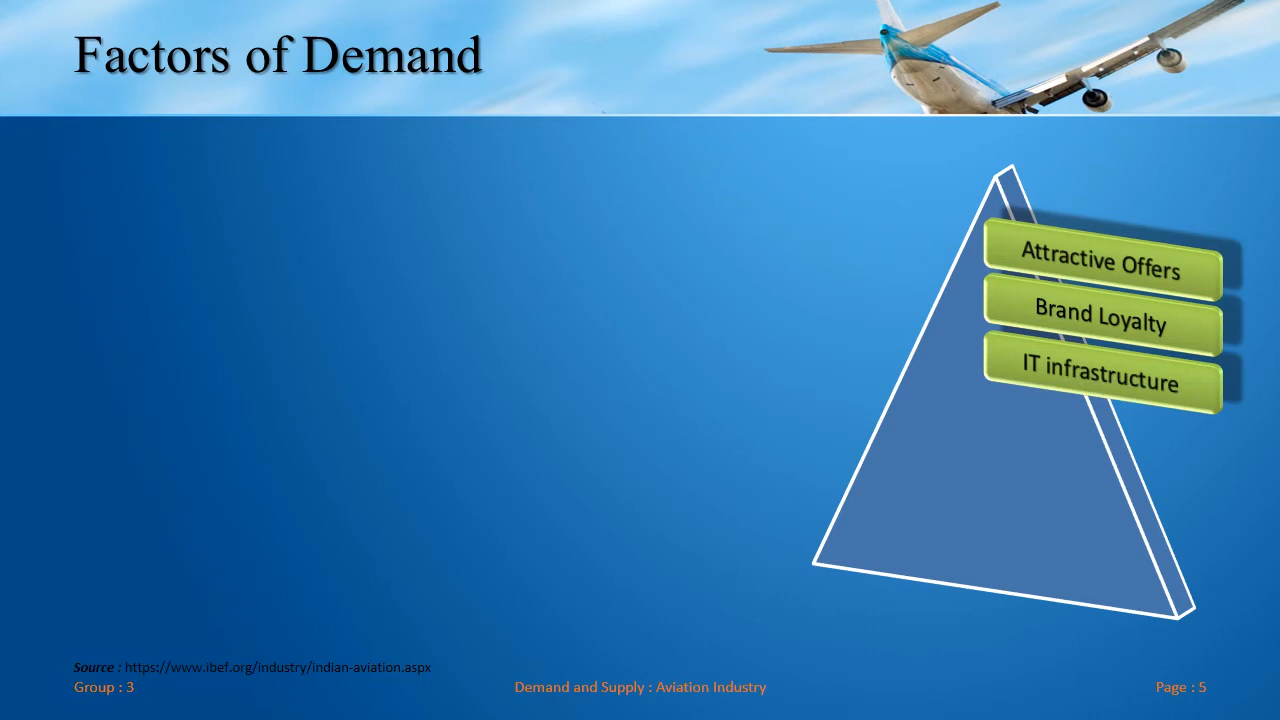 Factors of Demand
Attractive Offers
Brand Loyalty
IT infrastructure
Source : https://www.ibef.org/industry/indian-aviation.aspx
Group : 3
Demand and Supply : Aviation Industry
Page : 5